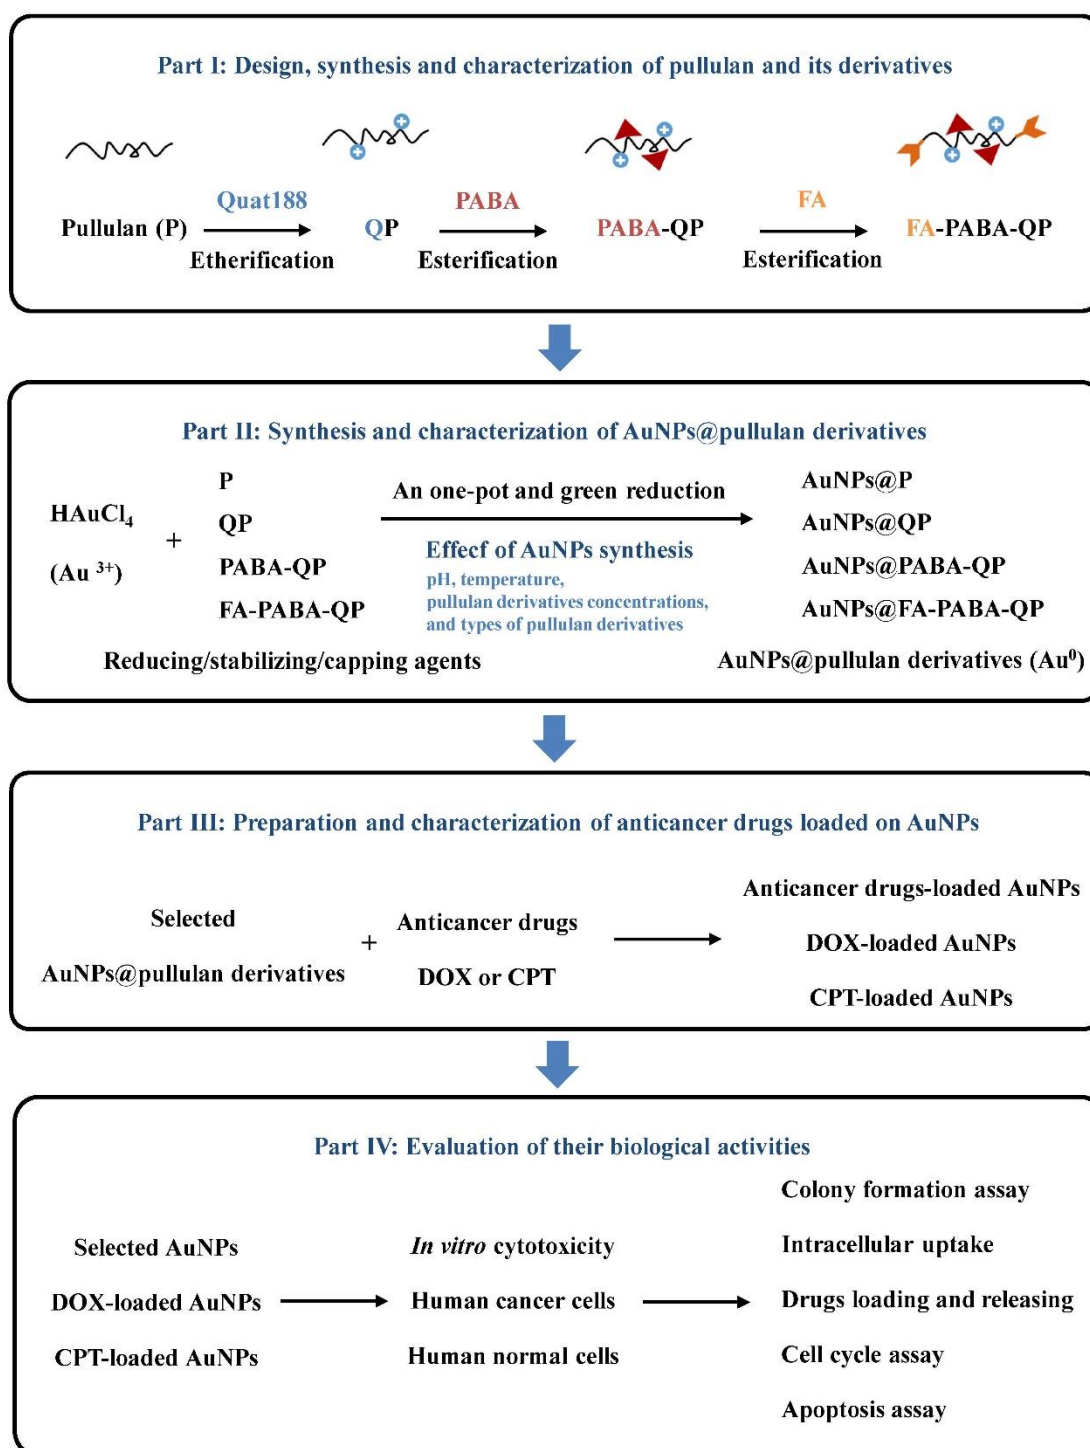 Part I: Design, synthesis and characterization of pullulan and its derivatives
Quat188
PABA
FA
Pullulan (P)
QP
PABA-QP
FA-PABA-QP
Etherification
Esterification
Esterification
Part II: Synthesis and characterization of AuNPs@pullulan derivatives
HAuCl₄
(Au ³⁺)
+
P
QP
PABA-QP
FA-PABA-QP
Reducing/stabilizing/capping agents
An one-pot and green reduction
Effecf of AuNPs synthesis
pH, temperature,
pullulan derivatives concentrations,
and types of pullulan derivatives
AuNPs@P
AuNPs@QP
AuNPs@PABA-QP
AuNPs@FA-PABA-QP
AuNPs@pullulan derivatives (Au⁰)
Part III: Preparation and characterization of anticancer drugs loaded on AuNPs
Selected
AuNPs@pullulan derivatives
+
Anticancer drugs
DOX or CPT
Anticancer drugs-loaded AuNPs
DOX-loaded AuNPs
CPT-loaded AuNPs
Part IV: Evaluation of their biological activities
Selected AuNPs
DOX-loaded AuNPs
CPT-loaded AuNPs
In vitro cytotoxicity
Human cancer cells
Human normal cells
Colony formation assay
Intracellular uptake
Drugs loading and releasing
Cell cycle assay
Apoptosis assay